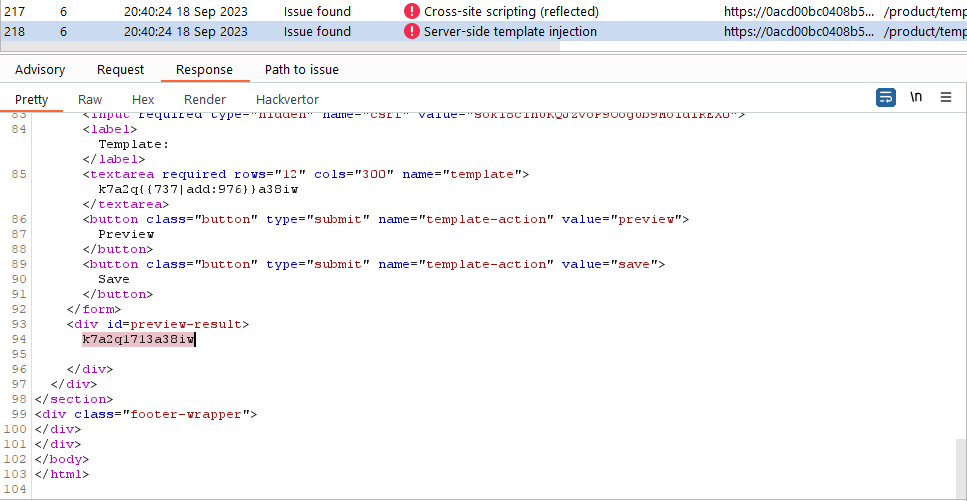 217 6 20:40:24 18 Sep 2023 Issue found Cross-site scripting (reflected) https://0acd00bc0408b5... /product/temp
218 6 20:40:24 18 Sep 2023 Issue found Server-side template injection https://0acd00bc0408b5... /product/temp
Advisory Request Response Path to issue
Pretty Raw Hex Render Hackvertor \n
83 <input required type="hidden" name="csrf"
84 <label>
Template:
</label>
85 <textarea required rows="12" cols="300" name="template">
k7a2q{{737|add:976}}a38iw
</textarea>
86 <button class="button" type="submit" name="template-action" value="preview">
87 Preview
88 </button>
89 <button class="button" type="submit" name="template-action" value="save">
90 Save
91 </button>
92 </form>
93 <div id=preview-result>
94 k7a2q1713a38iw
95
96 </div>
97 </div>
98 </section>
99 <div class="footer-wrapper">
100 </div>
101 </div>
102 </body>
103 </html>
104